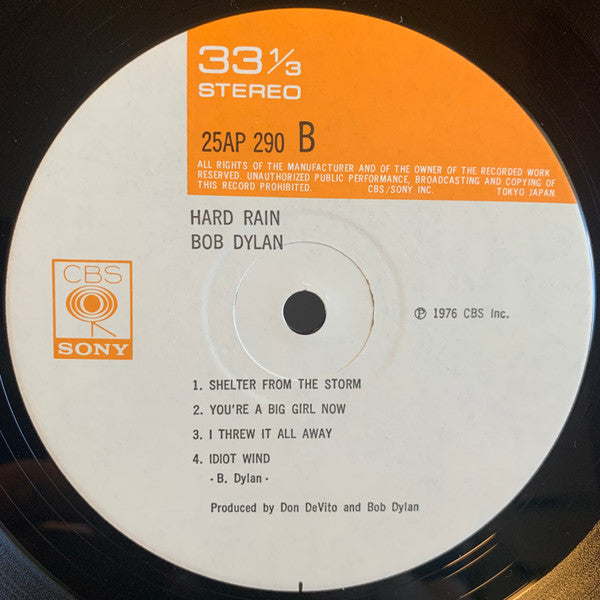 33 1/3
STEREO
25AP 290 B
ALL RIGHTS OF THE MANUFACTURER AND OF THE OWNER OF THE RECORDED WORK
RESERVED. UNAUTHORIZED PUBLIC PERFORMANCE, BROADCASTING AND COPYING OF
THIS RECORD PROHIBITED. CBS/SONY INC. TOKYO JAPAN.
HARD RAIN
BOB DYLAN
CBS
SONY
℗ 1976 CBS Inc.
1. SHELTER FROM THE STORM
2. YOU'RE A BIG GIRL NOW
3. I THREW IT ALL AWAY
4. IDIOT WIND
- B. Dylan -
Produced by Don DeVito and Bob Dylan